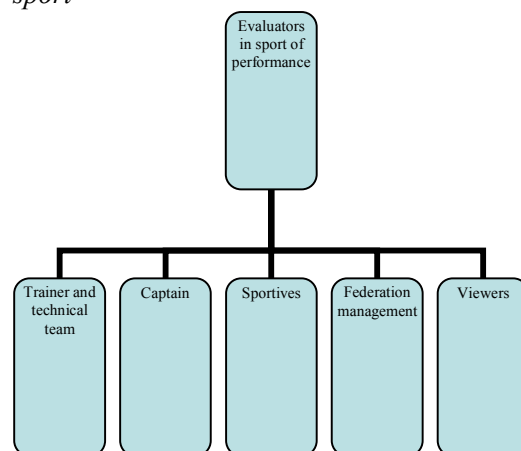 sport
Evaluators
in sport of
performance
Trainer and
technical
team
Captain
Sportives
Federation
management
Viewers